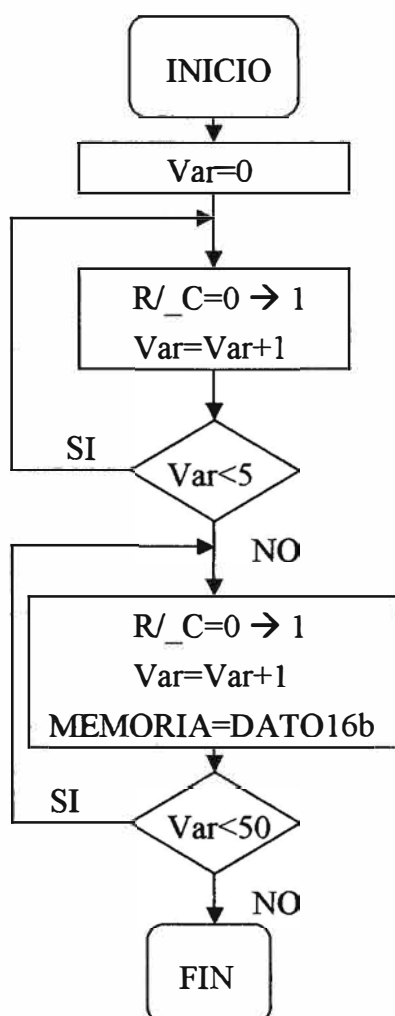 INICIO
Var=0
R/_C=0 → 1
Var=Var+1
SI
Var<5
NO
R/_C=0 → 1
Var=Var+1
MEMORIA=DATO16b
SI
Var<50
NO
FIN